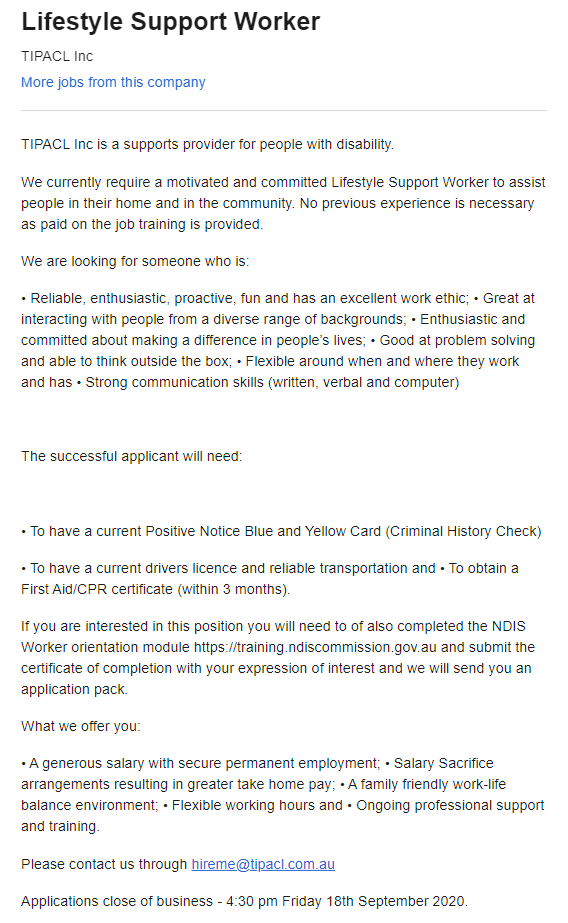 Lifestyle Support Worker
TIPACL Inc
More jobs from this company
TIPACL Inc is a supports provider for people with disability.
We currently require a motivated and committed Lifestyle Support Worker to assist
people in their home and in the community. No previous experience is necessary
as paid on the job training is provided.
We are looking for someone who is:
• Reliable, enthusiastic, proactive, fun and has an excellent work ethic; • Great at
interacting with people from a diverse range of backgrounds; • Enthusiastic and
committed about making a difference in people’s lives; • Good at problem solving
and able to think outside the box; • Flexible around when and where they work
and has • Strong communication skills (written, verbal and computer)
The successful applicant will need:
• To have a current Positive Notice Blue and Yellow Card (Criminal History Check)
• To have a current drivers licence and reliable transportation and • To obtain a
First Aid/CPR certificate (within 3 months).
If you are interested in this position you will need to of also completed the NDIS
Worker orientation module https://training.ndiscommission.gov.au and submit the
certificate of completion with your expression of interest and we will send you an
application pack.
What we offer you:
• A generous salary with secure permanent employment; • Salary Sacrifice
arrangements resulting in greater take home pay; • A family friendly work-life
balance environment; • Flexible working hours and • Ongoing professional support
and training.
Please contact us through hireme@tipacl.com.au
Applications close of business - 4:30 pm Friday 18th September 2020.